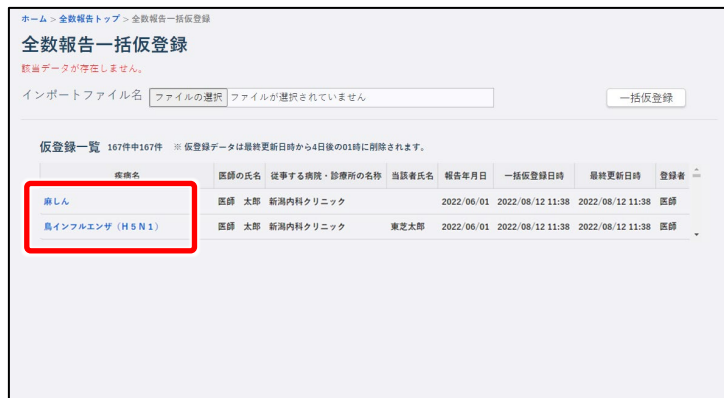 ホーム > 全数報告トップ > 全数報告一括仮登録
全数報告一括仮登録
該当データが存在しません。
インポートファイル名 ファイルの選択 ファイルが選択されていません 一括仮登録
仮登録一覧 167件中167件 ※ 仮登録データは最終更新日時から4日後の01時に削除されます。
疾病名 医師の氏名 従事する病院・診療所の名称 当該者氏名 報告年月日 一括仮登録日時 最終更新日時 登録者
麻しん 医師 太郎 新潟内科クリニック 2022/06/01 2022/08/12 11:38 2022/08/12 11:38 医師
鳥インフルエンザ（H5N1） 医師 太郎 新潟内科クリニック 東芝太郎 2022/06/01 2022/08/12 11:38 2022/08/12 11:38 医師